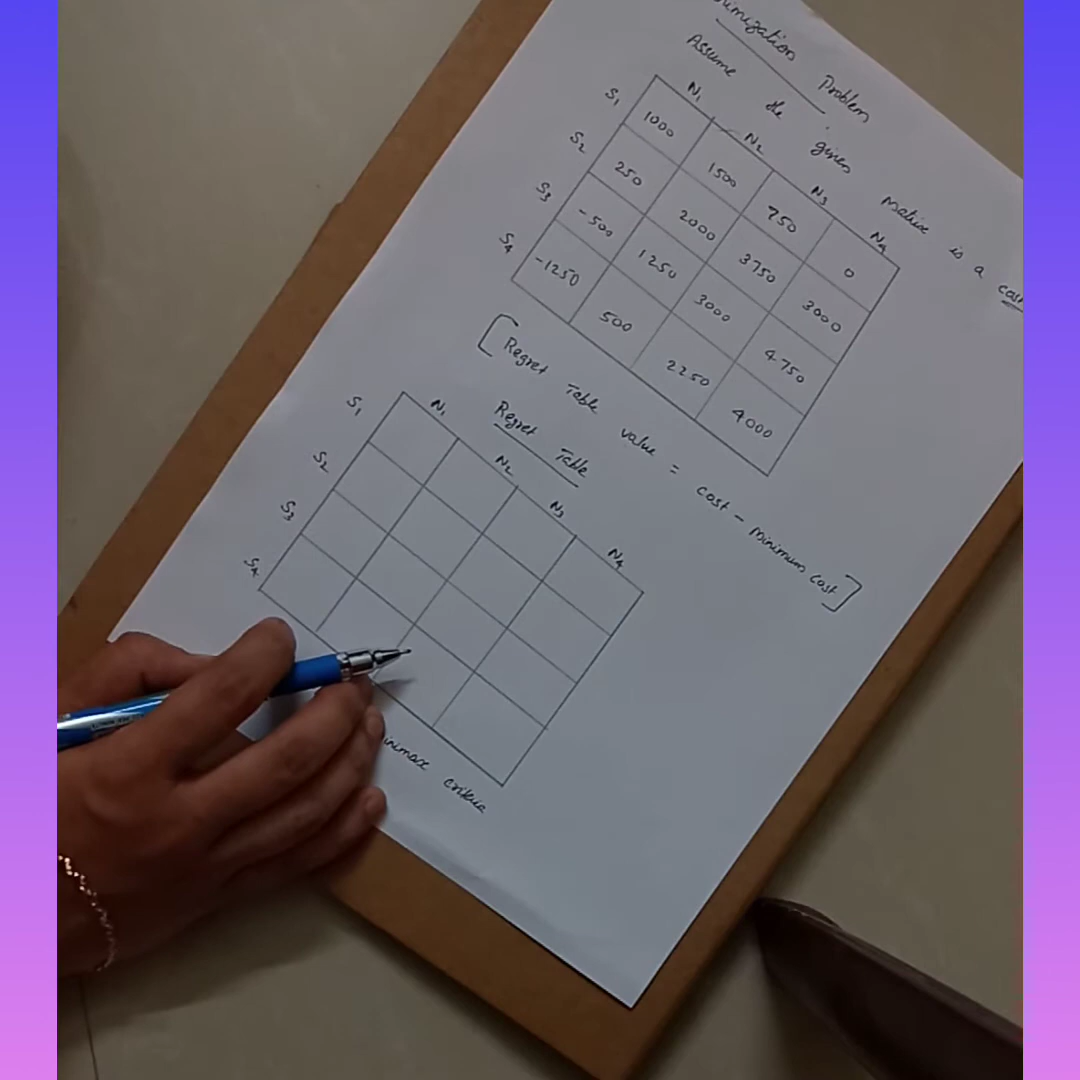 Problem
Assume the given matrix is a cost
N1 N2 N3 N4
S1 1000 1500 750 0
S2 250 2000 3750 3000
S3 -500 1250 3000 4750
S4 -1250 500 2250 4000
[Regret Table value = cost - minimum cost]
Regret Table
N1 N2 N3 N4
S1
S2
S3
S4